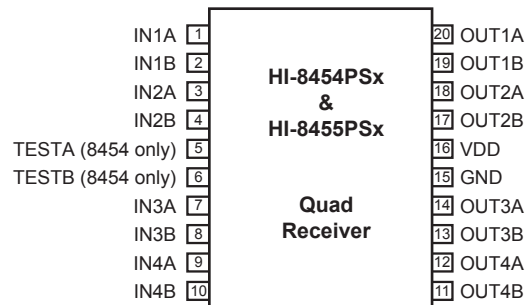 IN1A 1
IN1B 2
IN2A 3
IN2B 4
TESTA (8454 only) 5
TESTB (8454 only) 6
IN3A 7
IN3B 8
IN4A 9
IN4B 10
HI-8454PSx
&
HI-8455PSx
Quad
Receiver
20 OUT1A
19 OUT1B
18 OUT2A
17 OUT2B
16 VDD
15 GND
14 OUT3A
13 OUT3B
12 OUT4A
11 OUT4B